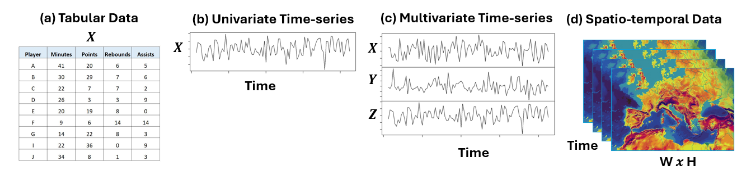 (a) Tabular Data
X
Player Minutes Points Rebounds Assists
A 41 20 6 5
B 30 29 7 6
C 22 7 7 2
D 26 3 3 9
E 20 19 8 0
F 9 6 14 14
G 14 22 8 3
I 22 36 0 9
J 34 8 1 3
(b) Univariate Time-series
X
Time
(c) Multivariate Time-series
X
Y
Z
Time
(d) Spatio-temporal Data
Time
W x H